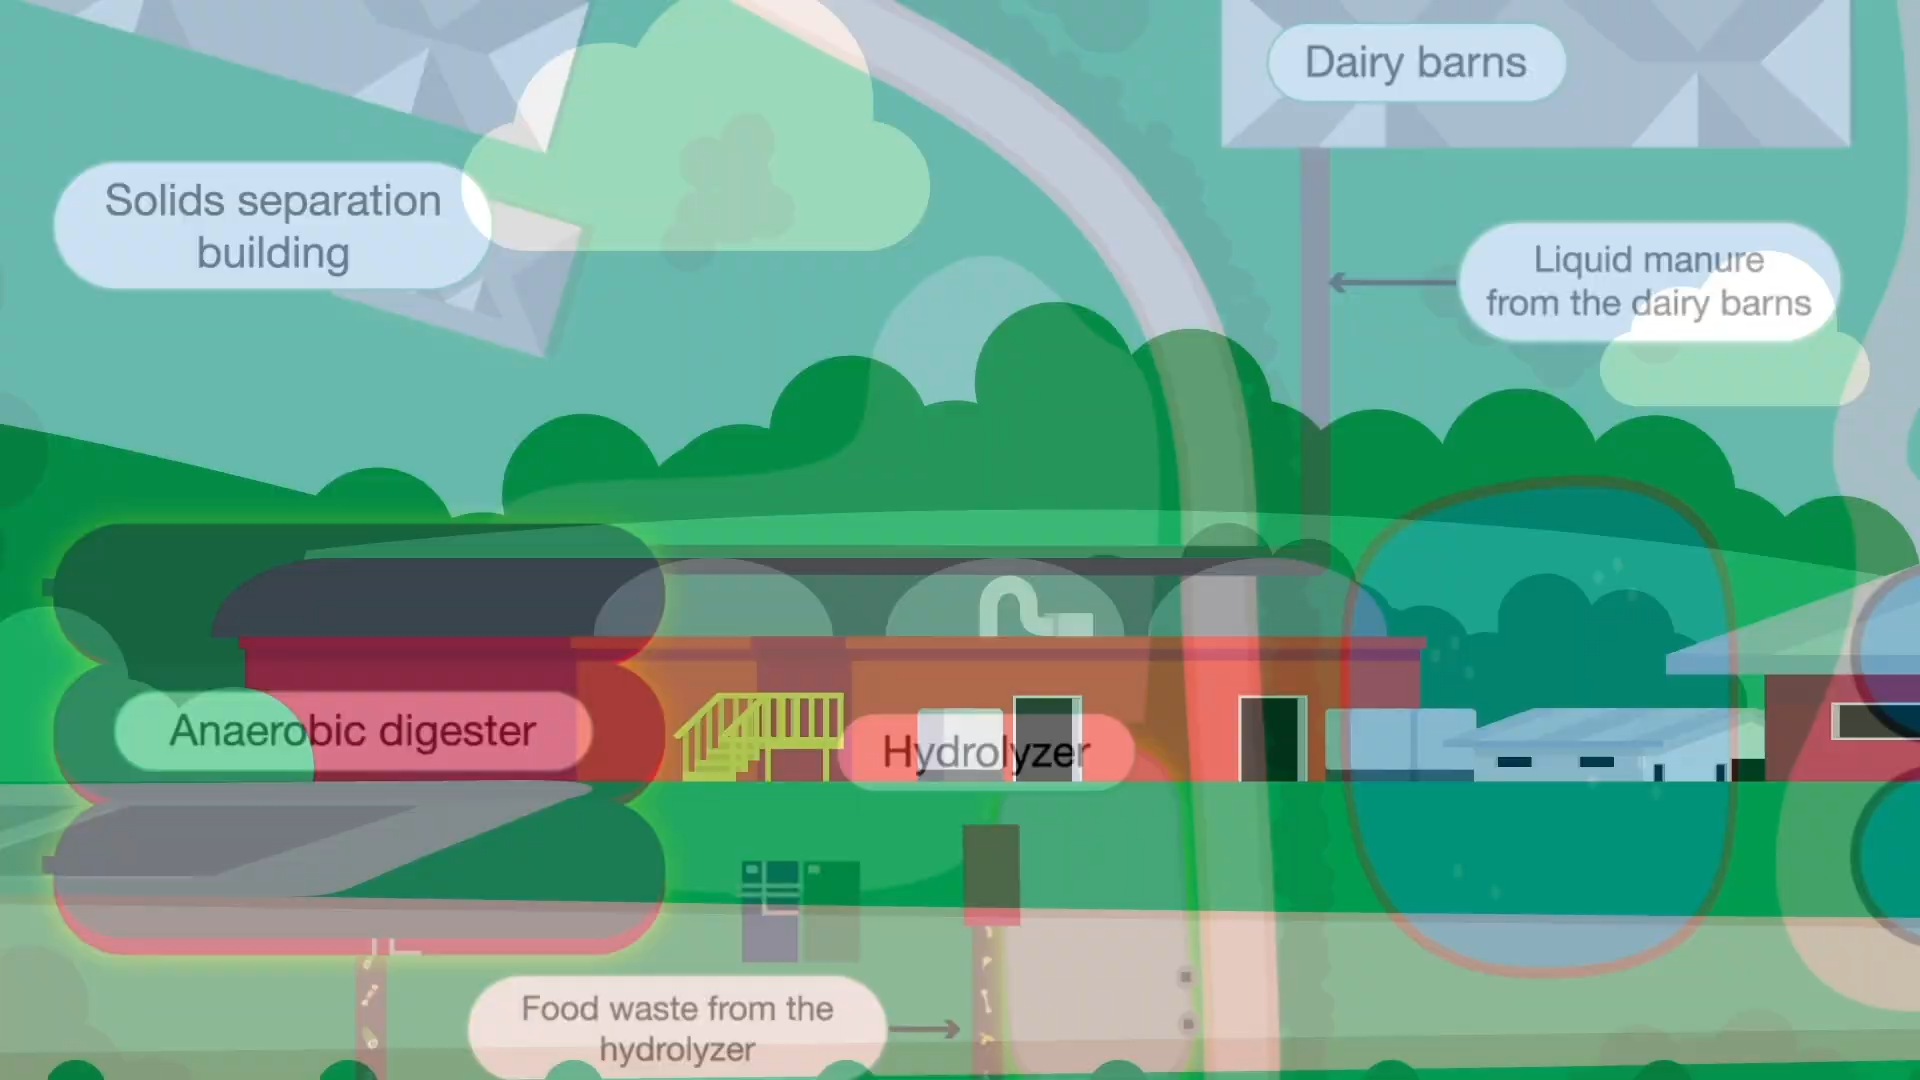 Dairy barns
Solids separation
building
Liquid manure
from the dairy barns
Anaerobic digester
Hydrolyzer
Food waste from the
hydrolyzer